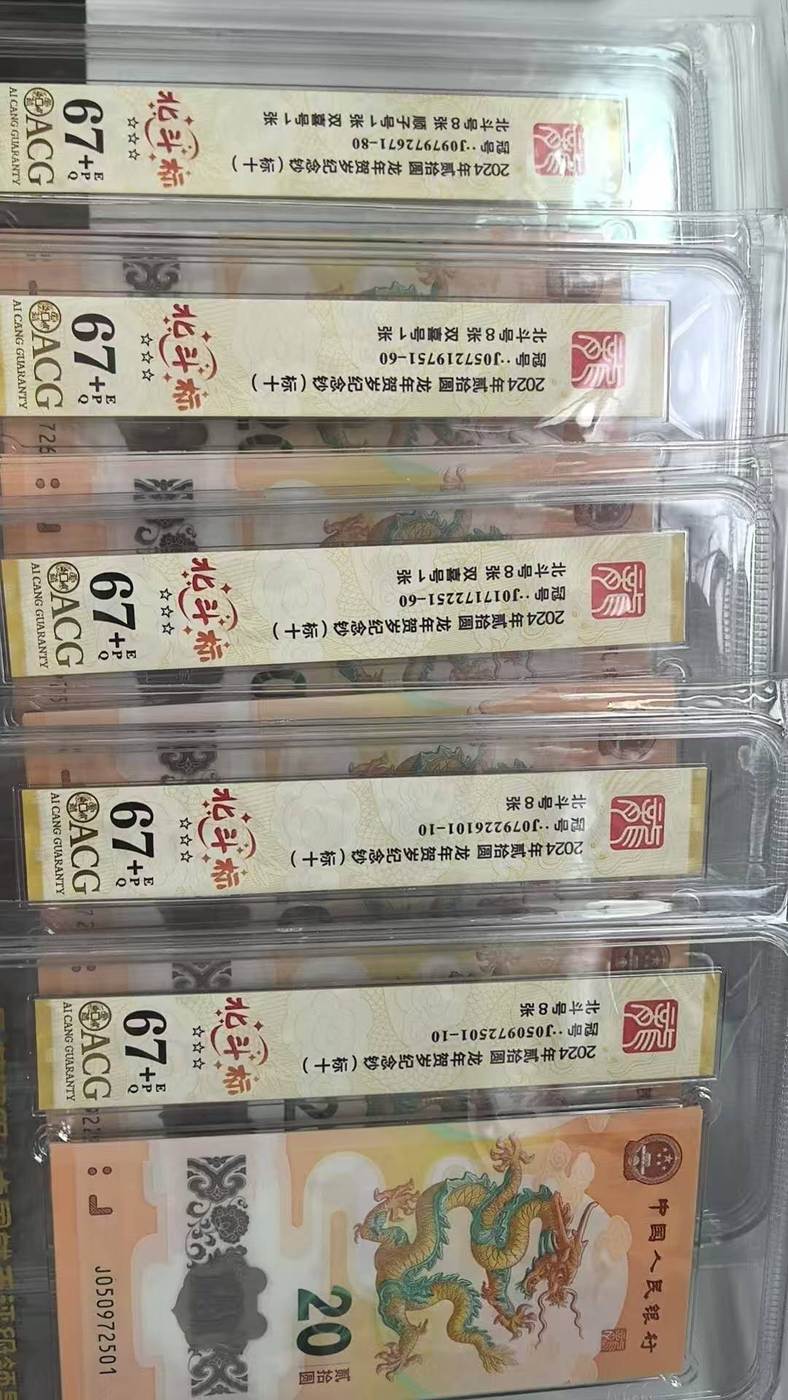 2024年贰拾圆 龙年贺岁纪念钞(标十)
冠号:J097972671-80
北斗号8张 顺子号1张 双喜号1张
北斗标
☆☆☆
67+
E
P
Q
ACG
AI CANG GUARANTY
2024年贰拾圆 龙年贺岁纪念钞(标十)
冠号:J057219751-60
北斗号8张 双喜号1张
北斗标
☆☆☆
67+
E
P
Q
ACG
AI CANG GUARANTY
2024年贰拾圆 龙年贺岁纪念钞(标十)
冠号:J017172251-60
北斗号8张 双喜号1张
北斗标
☆☆☆
67+
E
P
Q
ACG
AI CANG GUARANTY
2024年贰拾圆 龙年贺岁纪念钞(标十)
冠号:J079226101-10
北斗号8张
北斗标
☆☆☆
67+
E
P
Q
ACG
AI CANG GUARANTY
2024年贰拾圆 龙年贺岁纪念钞(标十)
冠号:J050972501-10
北斗号8张
北斗标
☆☆☆
67+
E
P
Q
ACG
AI CANG GUARANTY
中國人民銀行
20
贰拾圆
J050972501